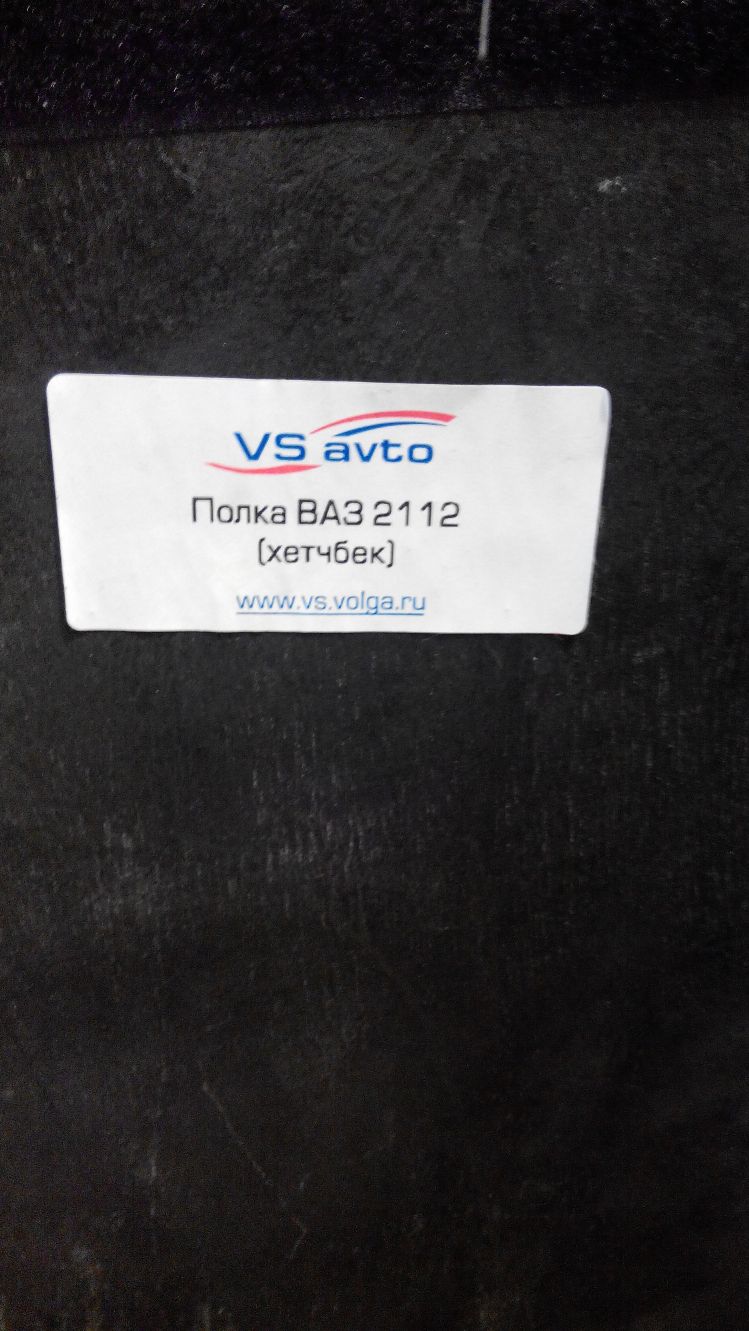 VS avto
Полка ВАЗ 2112
(хетчбек)
www.vs.volga.ru